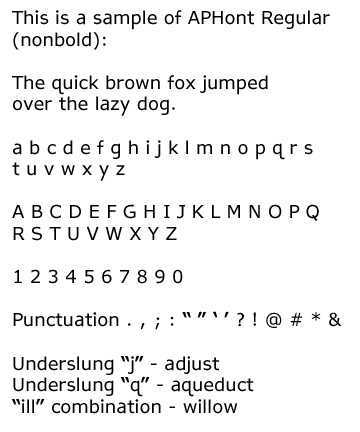 This is a sample of APHont Regular
(nonbold):
The quick brown fox jumped
over the lazy dog.
a b c d e f g h i j k l m n o p q r s
t u v w x y z
A B C D E F G H I J K L M N O P Q
R S T U V W X Y Z
1 2 3 4 5 6 7 8 9 0
Punctuation . , ; : “ ” ‘ ’ ? ! @ # * &
Underslung “j” - adjust
Underslung “q” - aqueduct
“ill” combination - willow